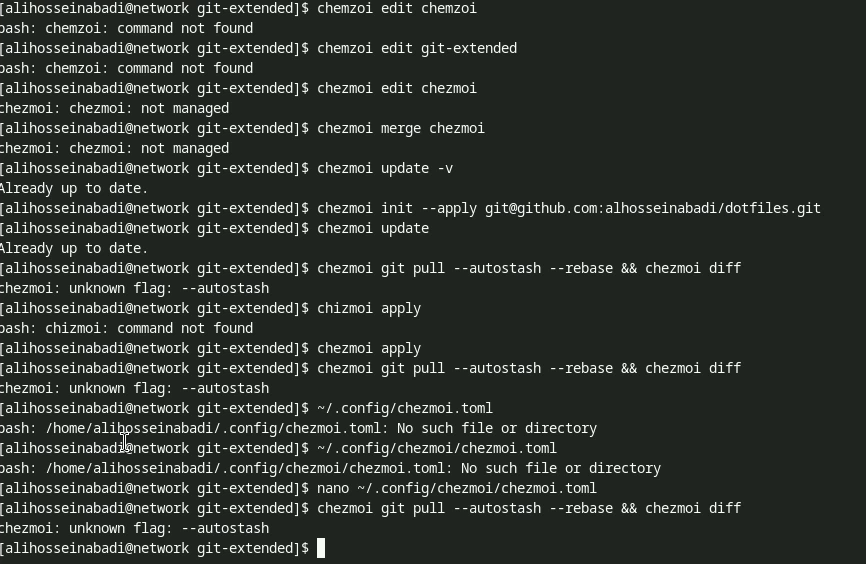 [alihosseinabadi@network git-extended]$ chemzoi edit chemzoi
bash: chemzoi: command not found
[alihosseinabadi@network git-extended]$ chemzoi edit git-extended
bash: chemzoi: command not found
[alihosseinabadi@network git-extended]$ chezmoi edit chezmoi
chezmoi: chezmoi: not managed
[alihosseinabadi@network git-extended]$ chezmoi merge chezmoi
chezmoi: chezmoi: not managed
[alihosseinabadi@network git-extended]$ chezmoi update -v
Already up to date.
[alihosseinabadi@network git-extended]$ chezmoi init --apply git@github.com:alhosseinabadi/dotfiles.git
[alihosseinabadi@network git-extended]$ chezmoi update
Already up to date.
[alihosseinabadi@network git-extended]$ chezmoi git pull --autostash --rebase && chezmoi diff
chezmoi: unknown flag: --autostash
[alihosseinabadi@network git-extended]$ chizmoi apply
bash: chizmoi: command not found
[alihosseinabadi@network git-extended]$ chezmoi apply
[alihosseinabadi@network git-extended]$ chezmoi git pull --autostash --rebase && chezmoi diff
chezmoi: unknown flag: --autostash
[alihosseinabadi@network git-extended]$ ~/.config/chezmoi.toml
bash: /home/alihosseinabadi/.config/chezmoi.toml: No such file or directory
[alihosseinabadi@network git-extended]$ ~/.config/chezmoi/chezmoi.toml
bash: /home/alihosseinabadi/.config/chezmoi/chezmoi.toml: No such file or directory
[alihosseinabadi@network git-extended]$ nano ~/.config/chezmoi/chezmoi.toml
[alihosseinabadi@network git-extended]$ chezmoi git pull --autostash --rebase && chezmoi diff
chezmoi: unknown flag: --autostash
[alihosseinabadi@network git-extended]$